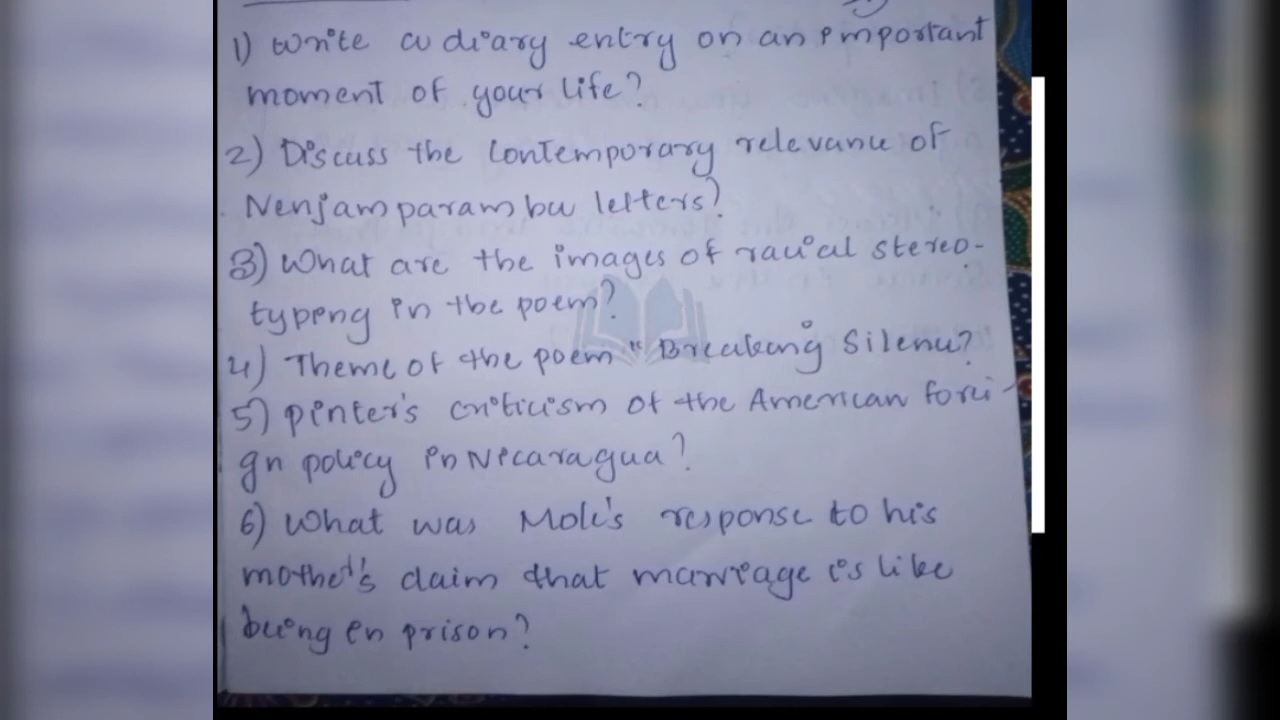 1) Write a diary entry on an important
moment of your life?
2) Discuss the contemporary relevance of
Nenjamparambu letters?
3) What are the images of racial stereo-
typing in the poem?
4) Theme of the poem " Breaking Silence?
5) pinter's criticism of the American forei-
gn policy in Nicaragua?
6) What was Mole's response to his
mother's claim that marriage is like
being in prison?